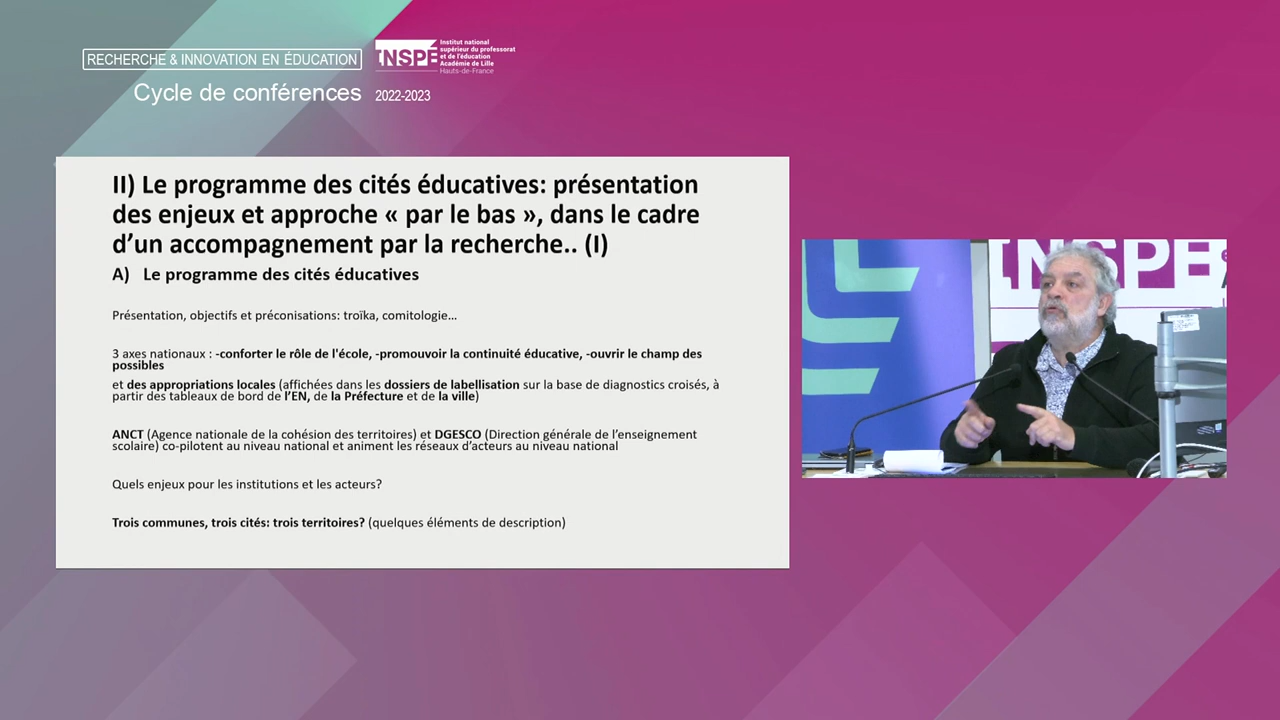 RECHERCHE & INNOVATION EN ÉDUCATION
INSPÉ
Institut national
supérieur du professorat
et de l'éducation
Académie de Lille
Hauts-de-France
Cycle de conférences 2022-2023
II) Le programme des cités éducatives: présentation
des enjeux et approche « par le bas », dans le cadre
d’un accompagnement par la recherche.. (I)
A) Le programme des cités éducatives
Présentation, objectifs et préconisations: troïka, comitologie…
3 axes nationaux : -conforter le rôle de l'école, -promouvoir la continuité éducative, -ouvrir le champ des
possibles
et des appropriations locales (affichées dans les dossiers de labellisation sur la base de diagnostics croisés, à
partir des tableaux de bord de l’EN, de la Préfecture et de la ville)
ANCT (Agence nationale de la cohésion des territoires) et DGESCO (Direction générale de l’enseignement
scolaire) co-pilotent au niveau national et animent les réseaux d’acteurs au niveau national
Quels enjeux pour les institutions et les acteurs?
Trois communes, trois cités: trois territoires? (quelques éléments de description)
INSPÉ